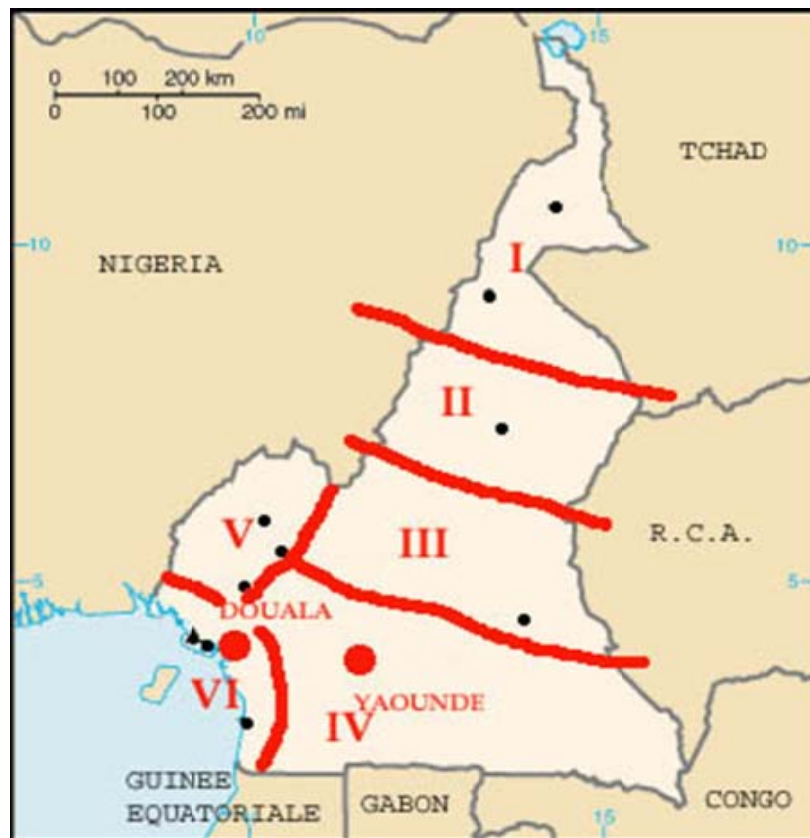 10
15
0 100 200 km
0 100 200 mi
TCHAD
10
10
I
NIGERIA
II
V
III
R.C.A.
5
5
DOUALA
VI
YAOUNDE
IV
GUINEE
EQUATORIALE
GABON
CONGO
10
15